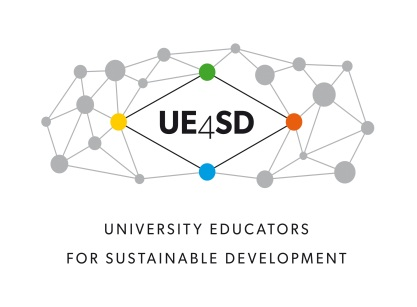 UE4SD
UNIVERSITY EDUCATORS
FOR SUSTAINABLE DEVELOPMENT